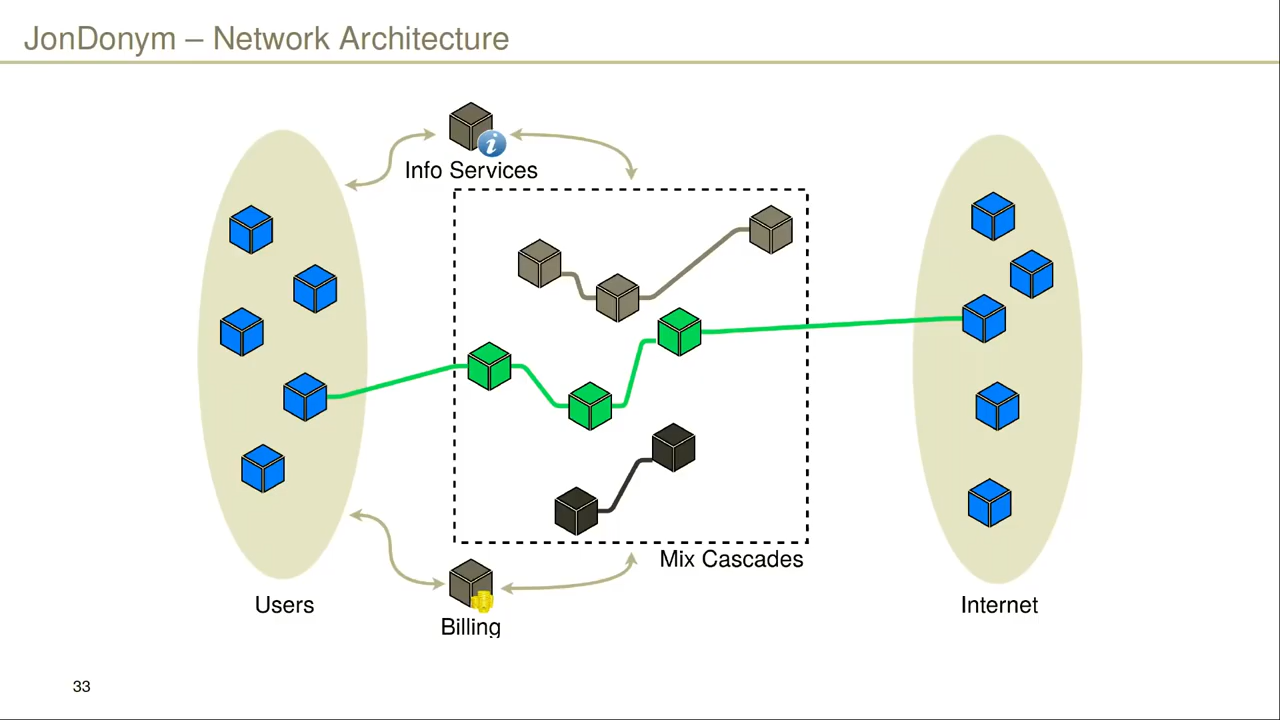 JonDonym – Network Architecture
i
Info Services
Mix Cascades
Users
Internet
Billing
33